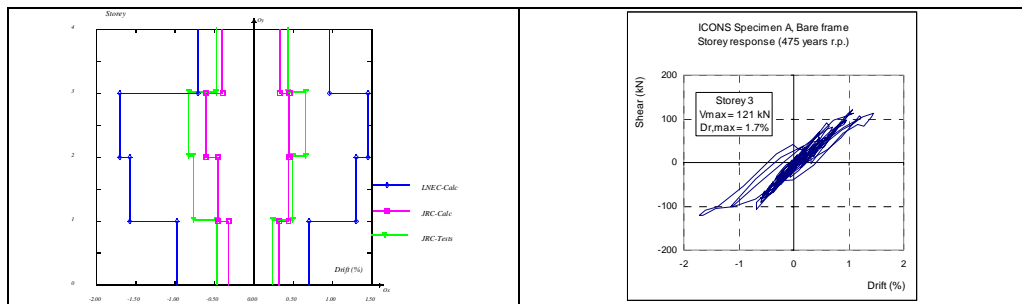 Storey
Oy
4
3
2
1
0
LNEC-Calc
JRC-Calc
JRC-Tests
Drift (%)
Ox
-2.00 -1.50 -1.00 -0.50 0.00 0.50 1.00 1.50
ICONS Specimen A, Bare frame
Storey response (475 years r.p.)
Shear (kN)
200
100
0
-100
-200
Storey 3
Vmax= 121 kN
Dr,max = 1.7%
-2 -1 0 1 2
Drift (%)